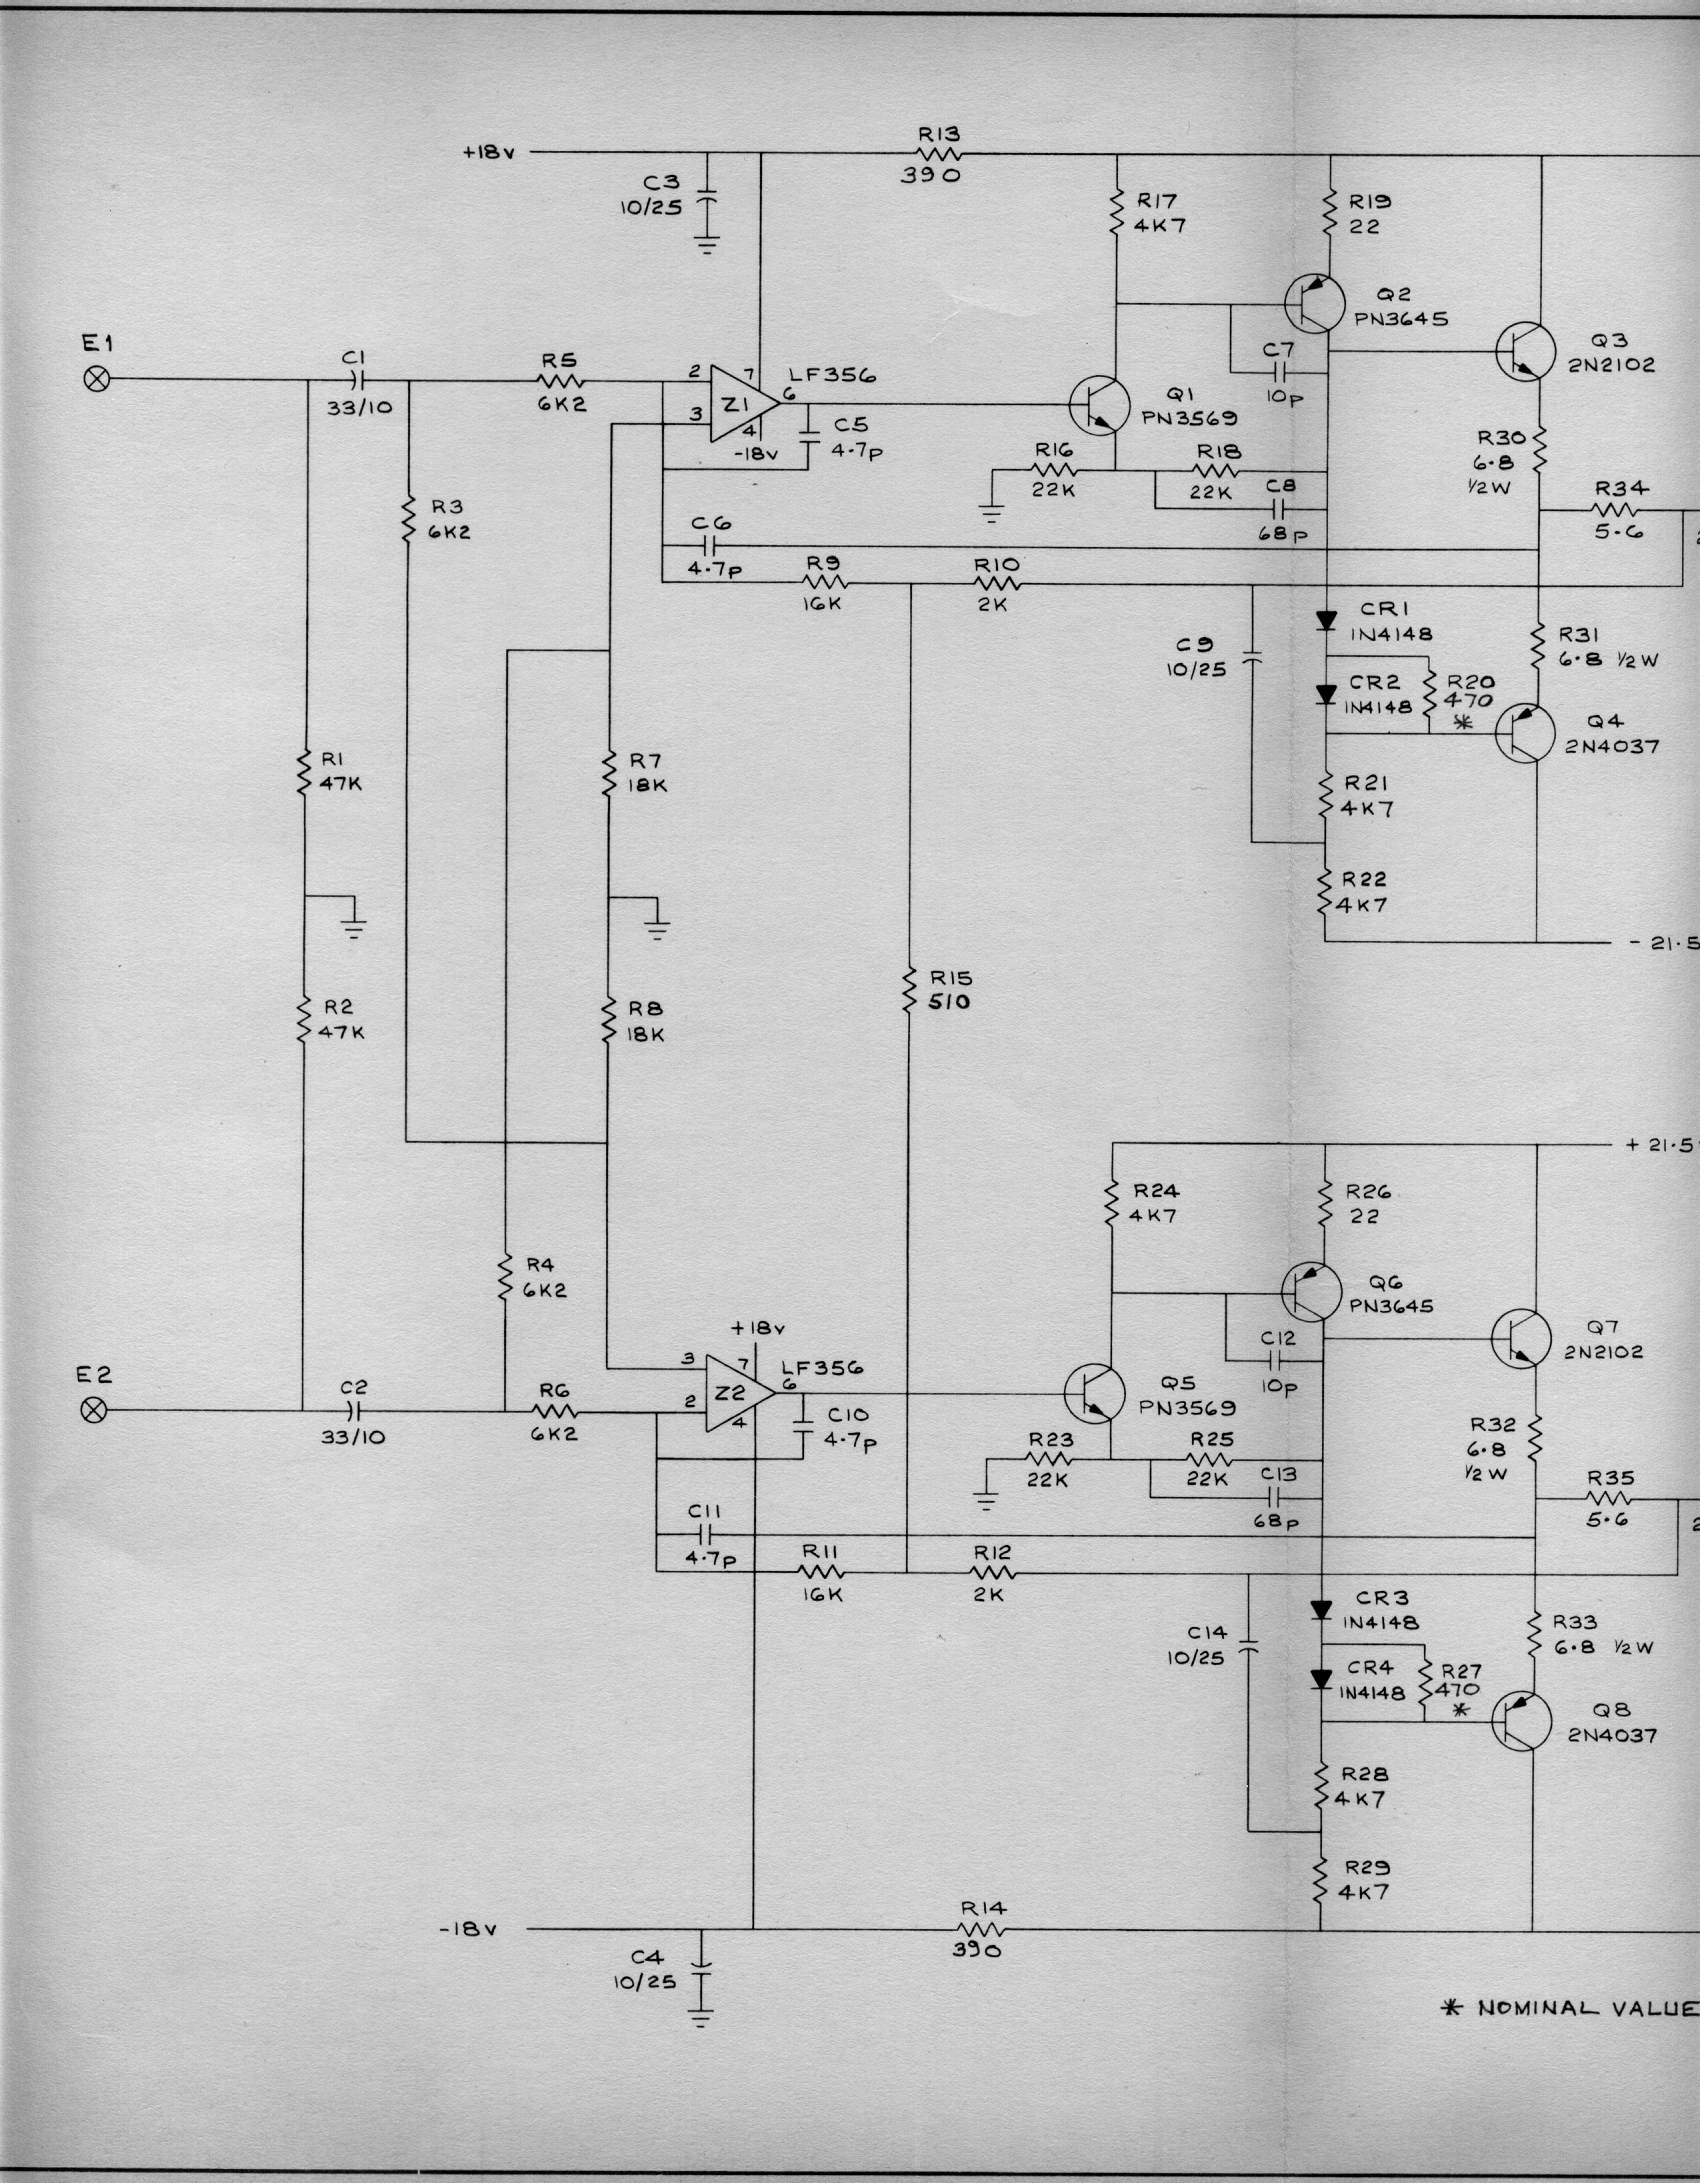 +18v
R13
390
C3
10/25
R17
4K7
R19
22
Q2
PN3645
E1
C1
33/10
R5
6K2
2
3
7
Z1
4
6
LF356
-18v
C5
4.7p
Q1
PN3569
C7
10p
Q3
2N2102
R16
22K
R18
22K
C8
68p
R30
6.8
½W
R34
5.6
R3
6K2
C6
4.7p
R9
16K
R10
2K
CR1
1N4148
C9
10/25
CR2
1N4148
R20
470
*
R31
6.8 ½W
Q4
2N4037
R1
47K
R7
18K
R21
4K7
R22
4K7
- 21.5
R15
510
R2
47K
R8
18K
+ 21.5
R24
4K7
R26
22
R4
6K2
Q6
PN3645
+18v
E2
C2
33/10
R6
6K2
3
2
7
Z2
4
6
LF356
C10
4.7p
Q5
PN3569
C12
10p
Q7
2N2102
R23
22K
R25
22K
C13
68p
R32
6.8
½W
R35
5.6
C11
4.7p
R11
16K
R12
2K
CR3
1N4148
C14
10/25
CR4
1N4148
R27
470
*
R33
6.8 ½W
Q8
2N4037
R28
4K7
R29
4K7
-18v
R14
390
C4
10/25
* NOMINAL VALUE